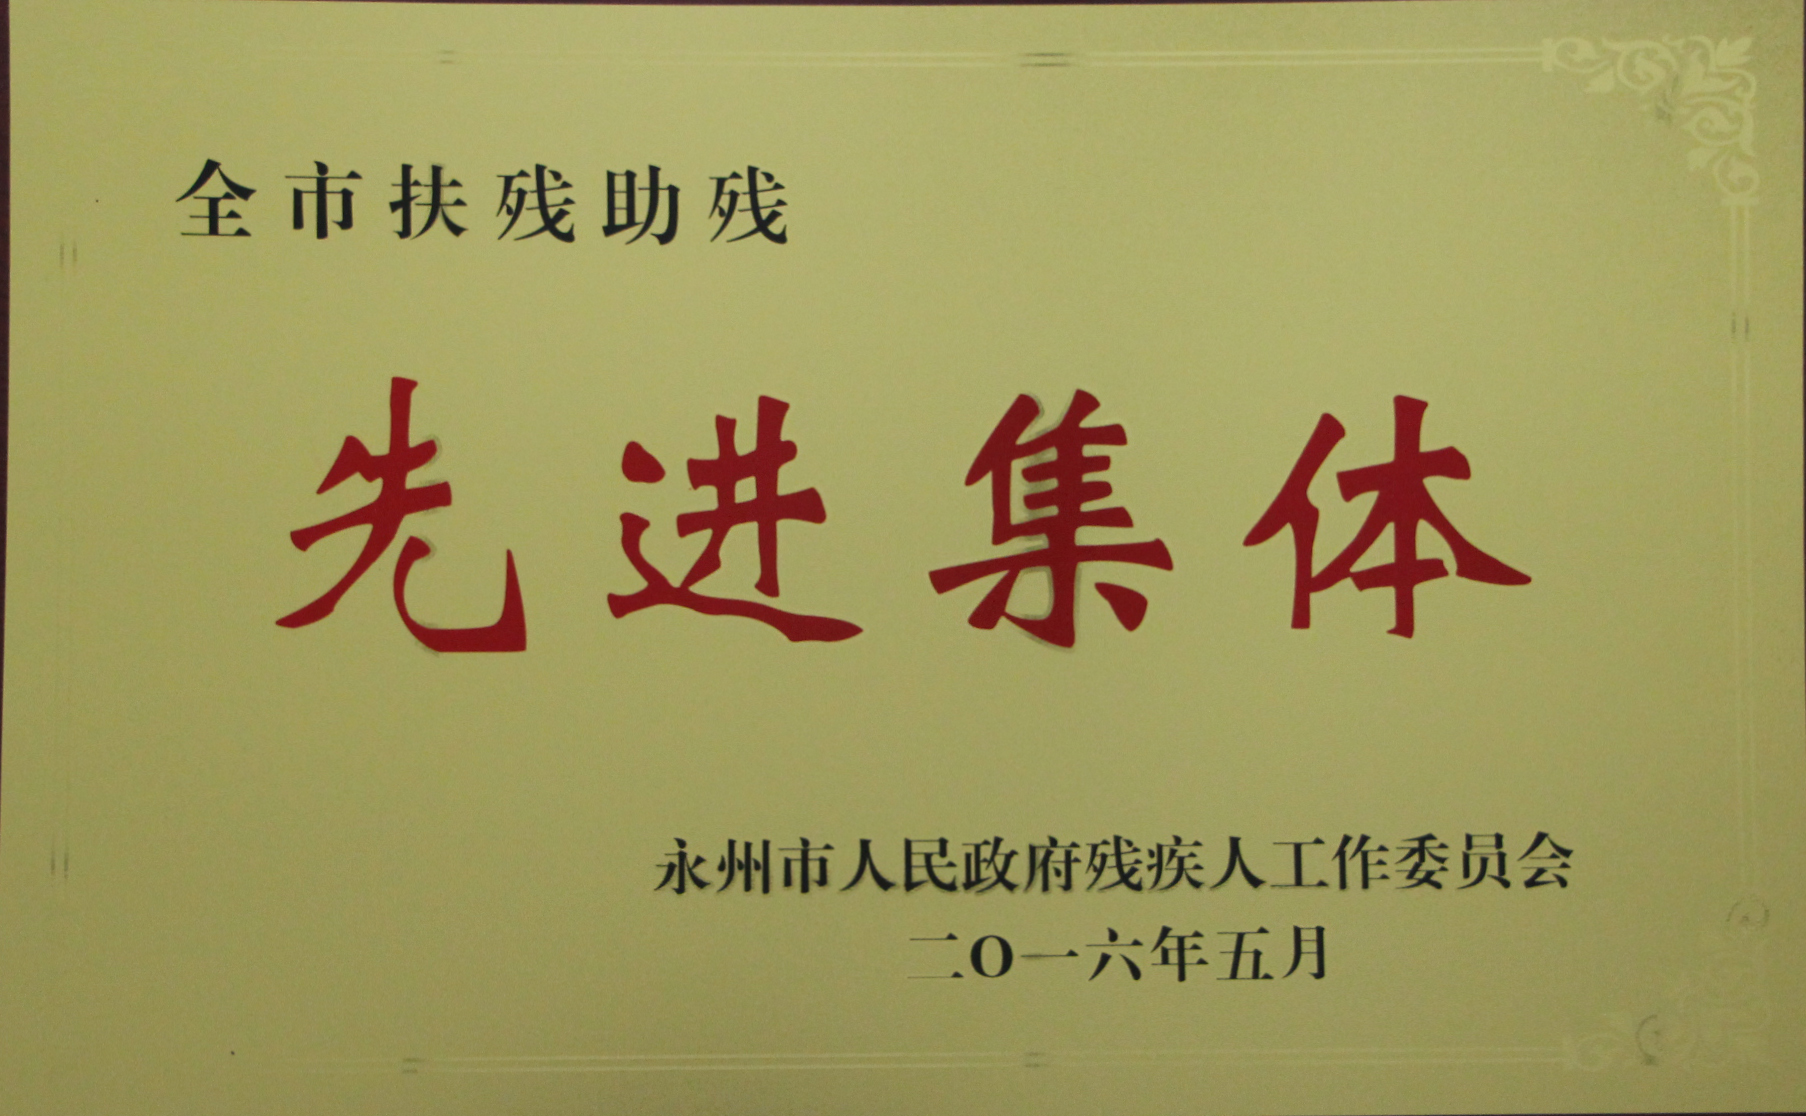 全市扶残助残
先进集体
永州市人民政府残疾人工作委员会
二O一六年五月